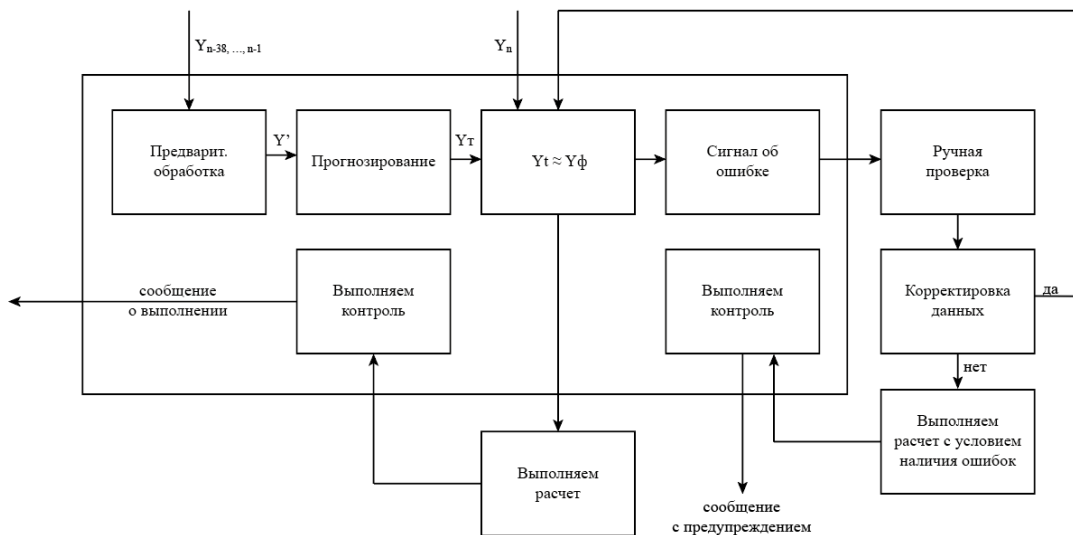 Yn-38, ..., n-1
Yn
Предварит.
обработка
Y’
Прогнозирование
Yт
Yt ≈ Yф
Сигнал об
ошибке
Ручная
проверка
сообщение
о выполнении
Выполняем
контроль
Выполняем
контроль
Корректировка
данных
да
нет
Выполняем
расчет
сообщение
с предупреждением
Выполняем
расчет с условием
наличия ошибок